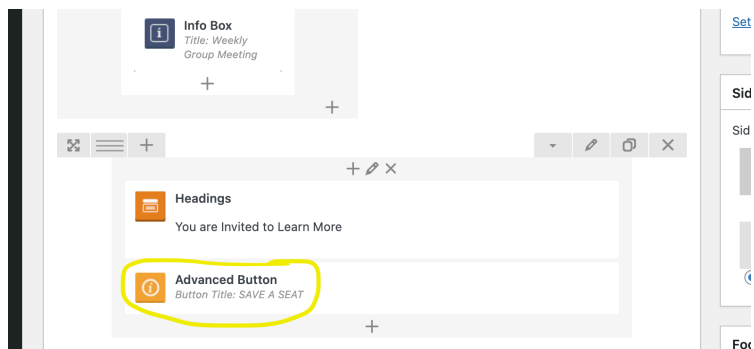 Info Box
Title: Weekly
Group Meeting
Set
Sid
Sid
Headings
You are Invited to Learn More
Advanced Button
Button Title: SAVE A SEAT
Foo